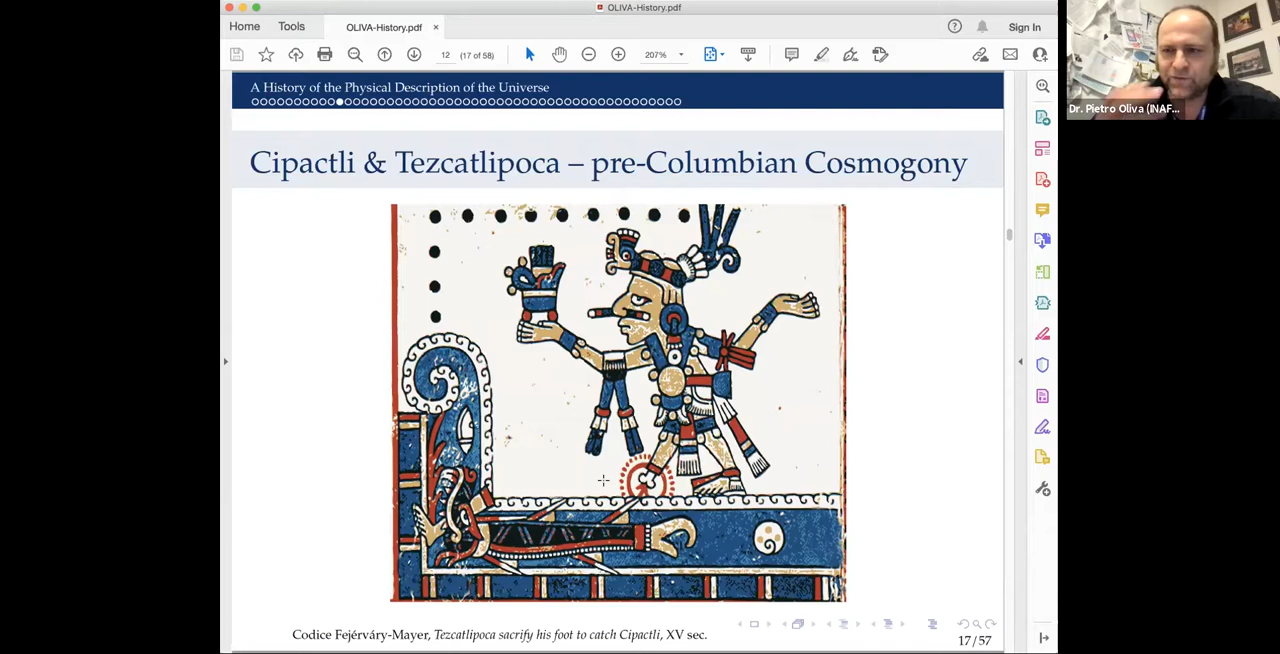 OLIVA-History.pdf
Home Tools OLIVA-History.pdf × Sign In
12 (17 of 58) 207%
A History of the Physical Description of the Universe
Cipactli & Tezcatlipoca – pre-Columbian Cosmogony
Codice Fejérváry-Mayer, Tezcatlipoca sacrify his foot to catch Cipactli, XV sec.
17/57
Dr. Pietro Oliva (INAF...